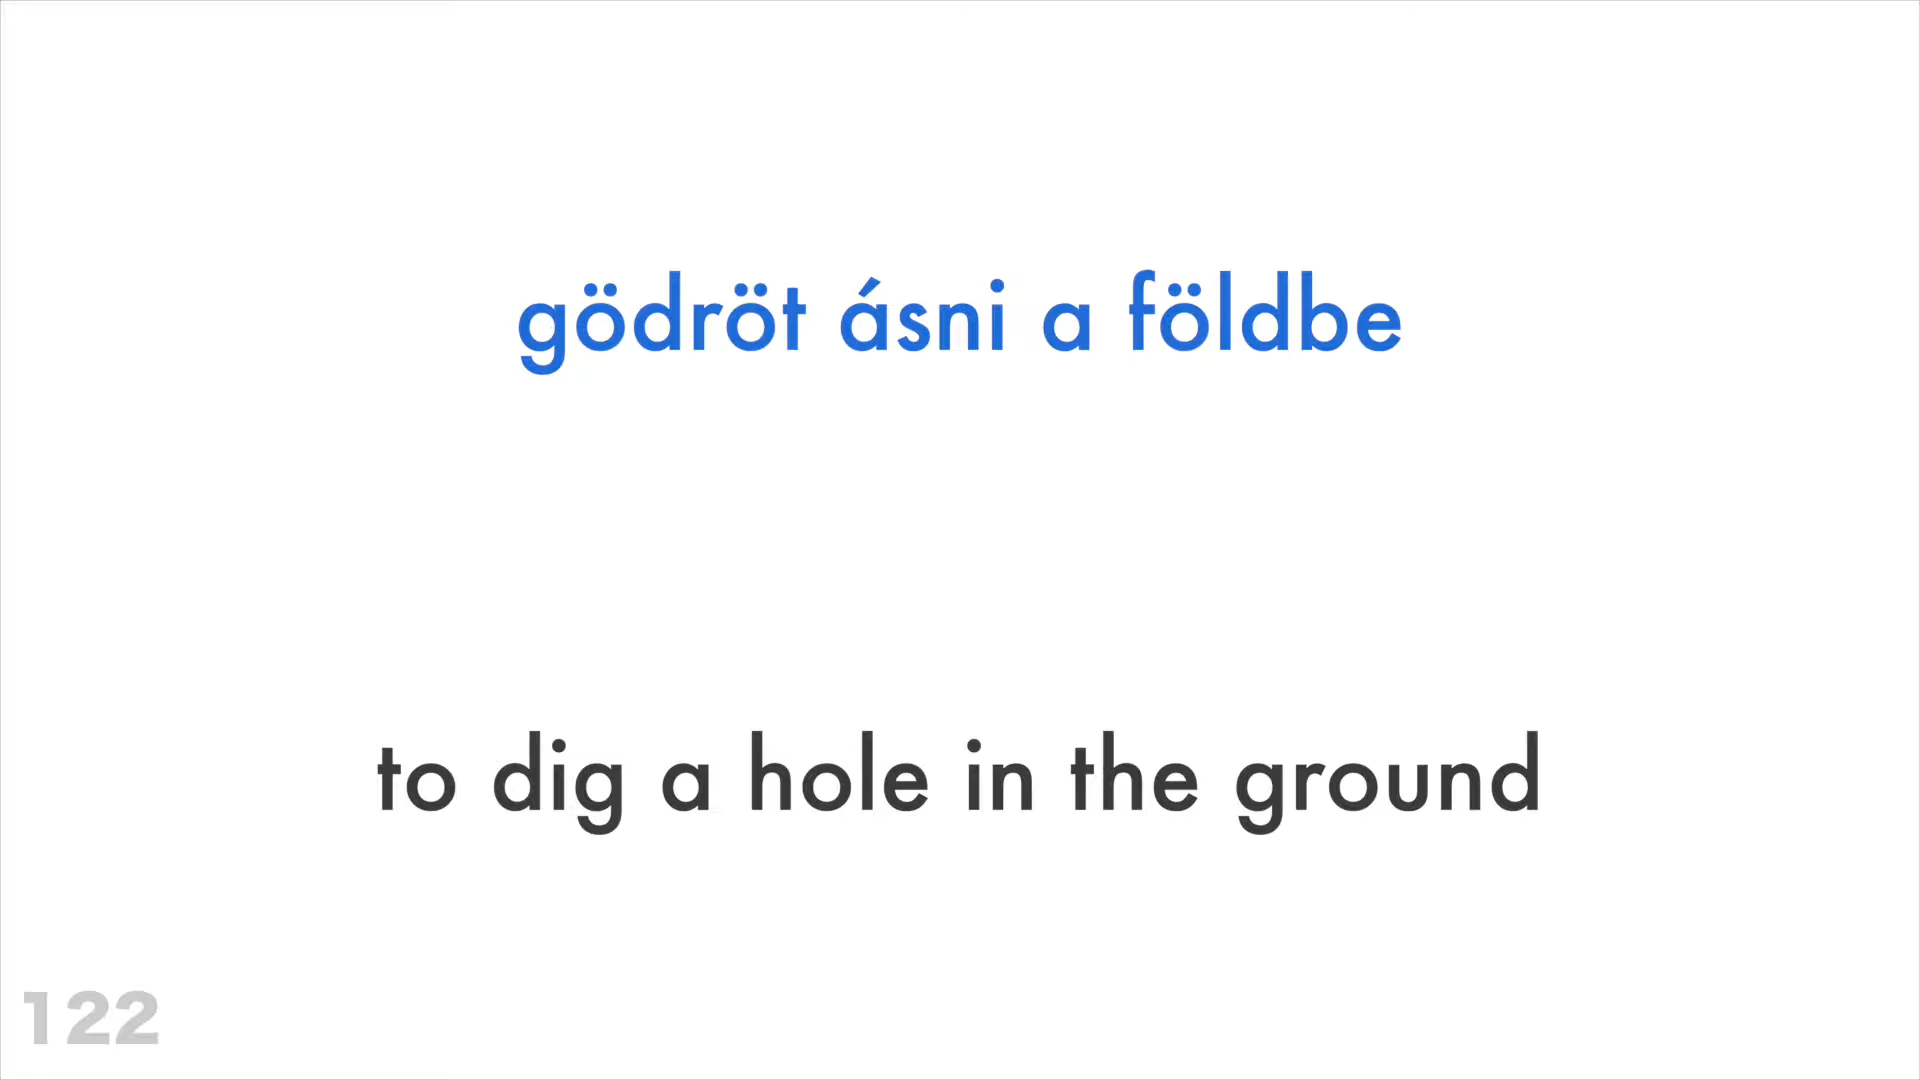 gödröt ásni a földbe
to dig a hole in the ground
122